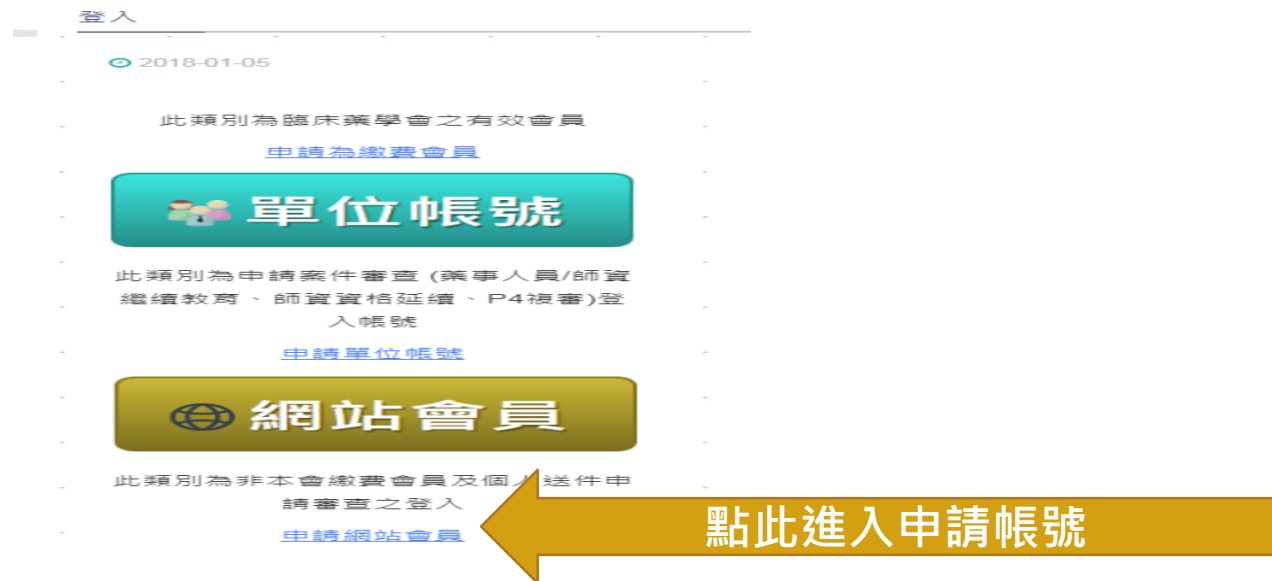 登入
2018-01-05
此類別為臨床藥學會之有效會員
申請為繳費會員
單位帳號
此類別為申請案件審查 (藥事人員/師資
繼續教育、師資資格延續、P4複審)登
入帳號
申請單位帳號
網站會員
此類別為非本會繳費會員及個人送件申
請審查之登入
申請網站會員
點此進入申請帳號